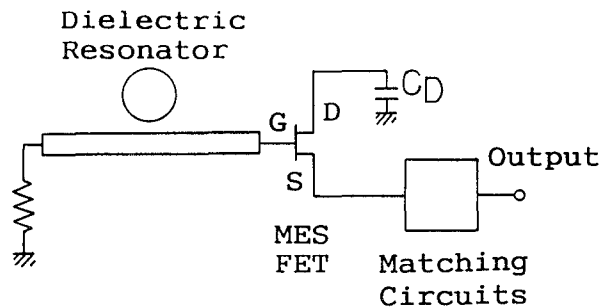 Dielectric
Resonator
G
D
CD
S
Output
MES
FET
Matching
Circuits